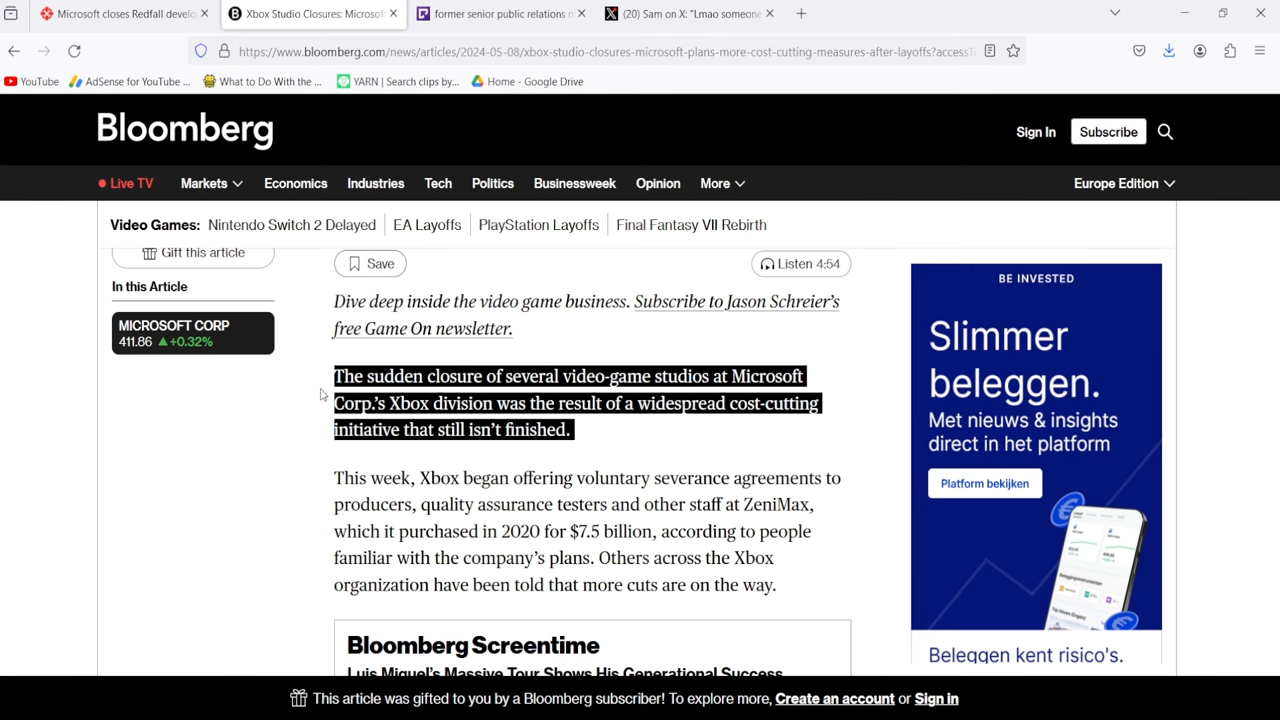 Microsoft closes Redfall develo
Xbox Studio Closures: Microsoft
former senior public relations m
(20) Sam on X: "Lmao someone
https://www.bloomberg.com/news/articles/2024-05-08/xbox-studio-closures-microsoft-plans-more-cost-cutting-measures-after-layoffs?accessT
YouTube
AdSense for YouTube ...
What to Do With the ...
YARN | Search clips by...
Home - Google Drive
Bloomberg
Sign In
Subscribe
Live TV
Markets
Economics
Industries
Tech
Politics
Businessweek
Opinion
More
Europe Edition
Video Games: Nintendo Switch 2 Delayed
EA Layoffs
PlayStation Layoffs
Final Fantasy VII Rebirth
Gift this article
Save
Listen 4:54
In this Article
MICROSOFT CORP
411.86 ▲+0.32%
Dive deep inside the video game business. Subscribe to Jason Schreier's
free Game On newsletter.
The sudden closure of several video-game studios at Microsoft
Corp.'s Xbox division was the result of a widespread cost-cutting
initiative that still isn't finished.
This week, Xbox began offering voluntary severance agreements to
producers, quality assurance testers and other staff at ZeniMax,
which it purchased in 2020 for $7.5 billion, according to people
familiar with the company's plans. Others across the Xbox
organization have been told that more cuts are on the way.
Bloomberg Screentime
Luis Miguel's Massive Tour Shows His Generational Success
BE INVESTED
Slimmer
beleggen.
Met nieuws & insights
direct in het platform
Platform bekijken
Beleggen kent risico's.
This article was gifted to you by a Bloomberg subscriber! To explore more, Create an account or Sign in